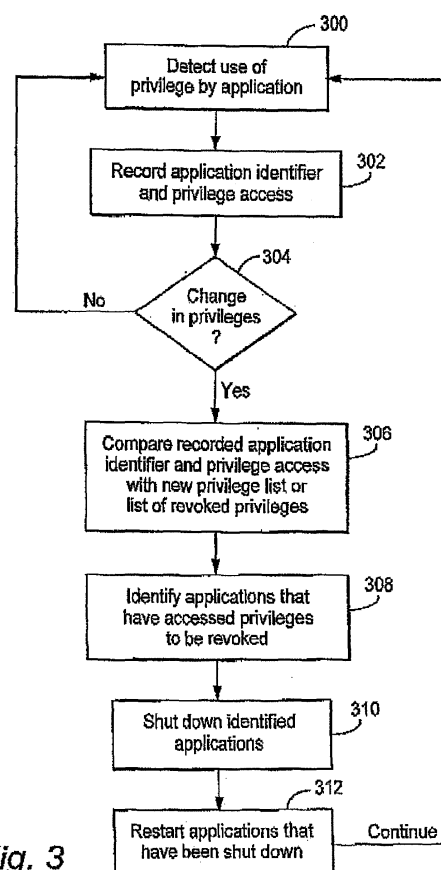 300
Detect use of
privilege by application
Record application identifier
and privilege access
302
304
Change
in privileges
?
No
Yes
Compare recorded application
identifier and privilege access
with new privilege list or
list of revoked privileges
306
Identify applications that
have accessed privileges
to be revoked
308
Shut down identified
applications
310
312
Restart applications that
have been shut down
Continue
ig. 3